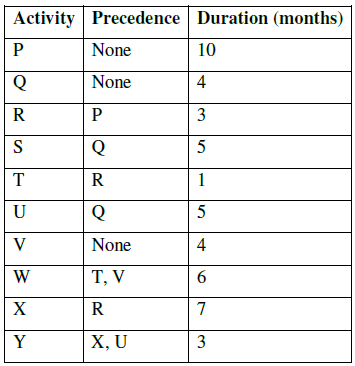 Activity Precedence Duration (months)
P None 10
Q None 4
R P 3
S Q 5
T R 1
U Q 5
V None 4
W T, V 6
X R 7
Y X, U 3